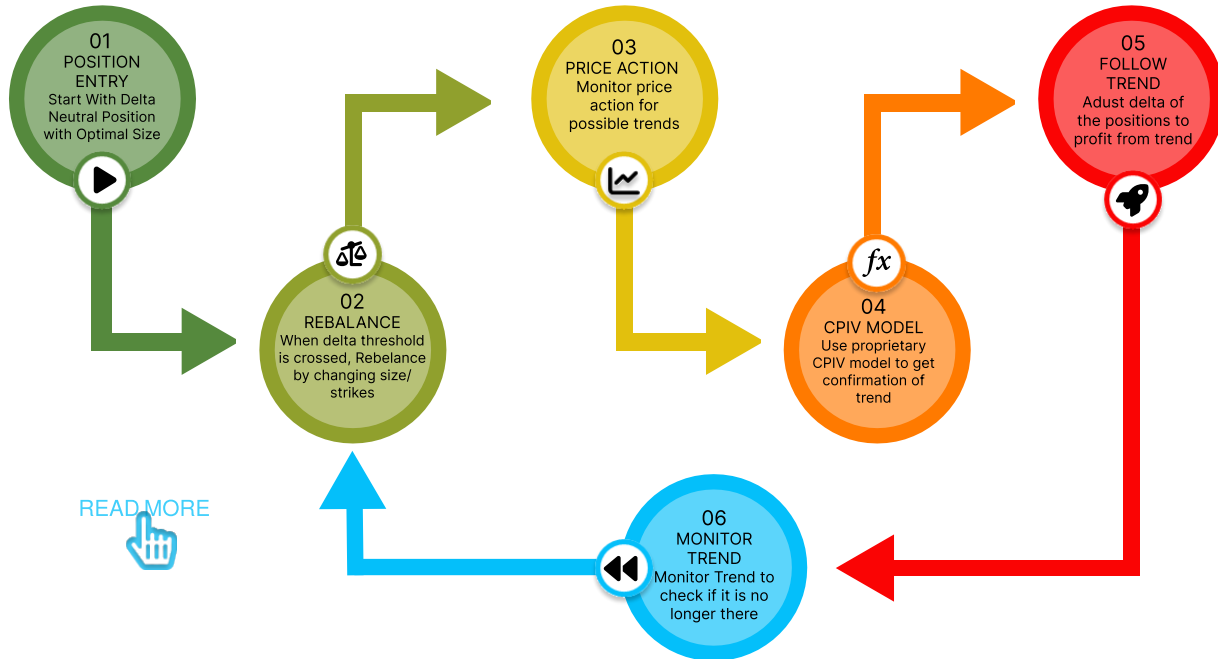 01
POSITION
ENTRY
Start With Delta
Neutral Position
with Optimal Size
02
REBALANCE
When delta threshold
is crossed, Rebelance
by changing size/
strikes
03
PRICE ACTION
Monitor price
action for
possible trends
fx
04
CPIV MODEL
Use proprietary
CPIV model to get
confirmation of
trend
05
FOLLOW
TREND
Adust delta of
the positions to
profit from trend
06
MONITOR
TREND
Monitor Trend to
check if it is no
longer there
READ MORE